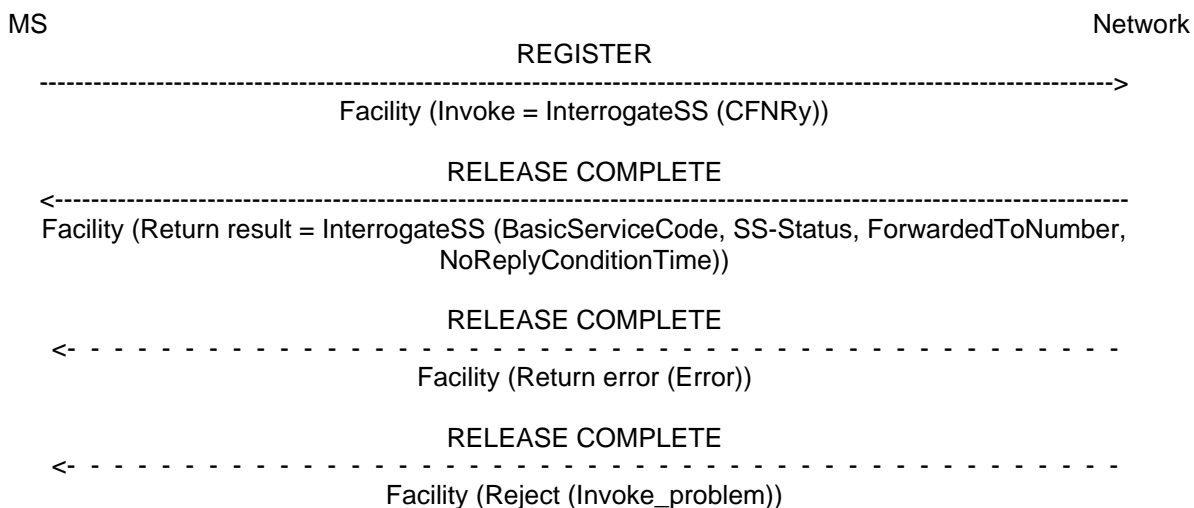 MS Network
REGISTER
Facility (Invoke = InterrogateSS (CFNRy))
RELEASE COMPLETE
Facility (Return result = InterrogateSS (BasicServiceCode, SS-Status, ForwardedToNumber,
NoReplyConditionTime))
RELEASE COMPLETE
Facility (Return error (Error))
RELEASE COMPLETE
Facility (Reject (Invoke_problem))